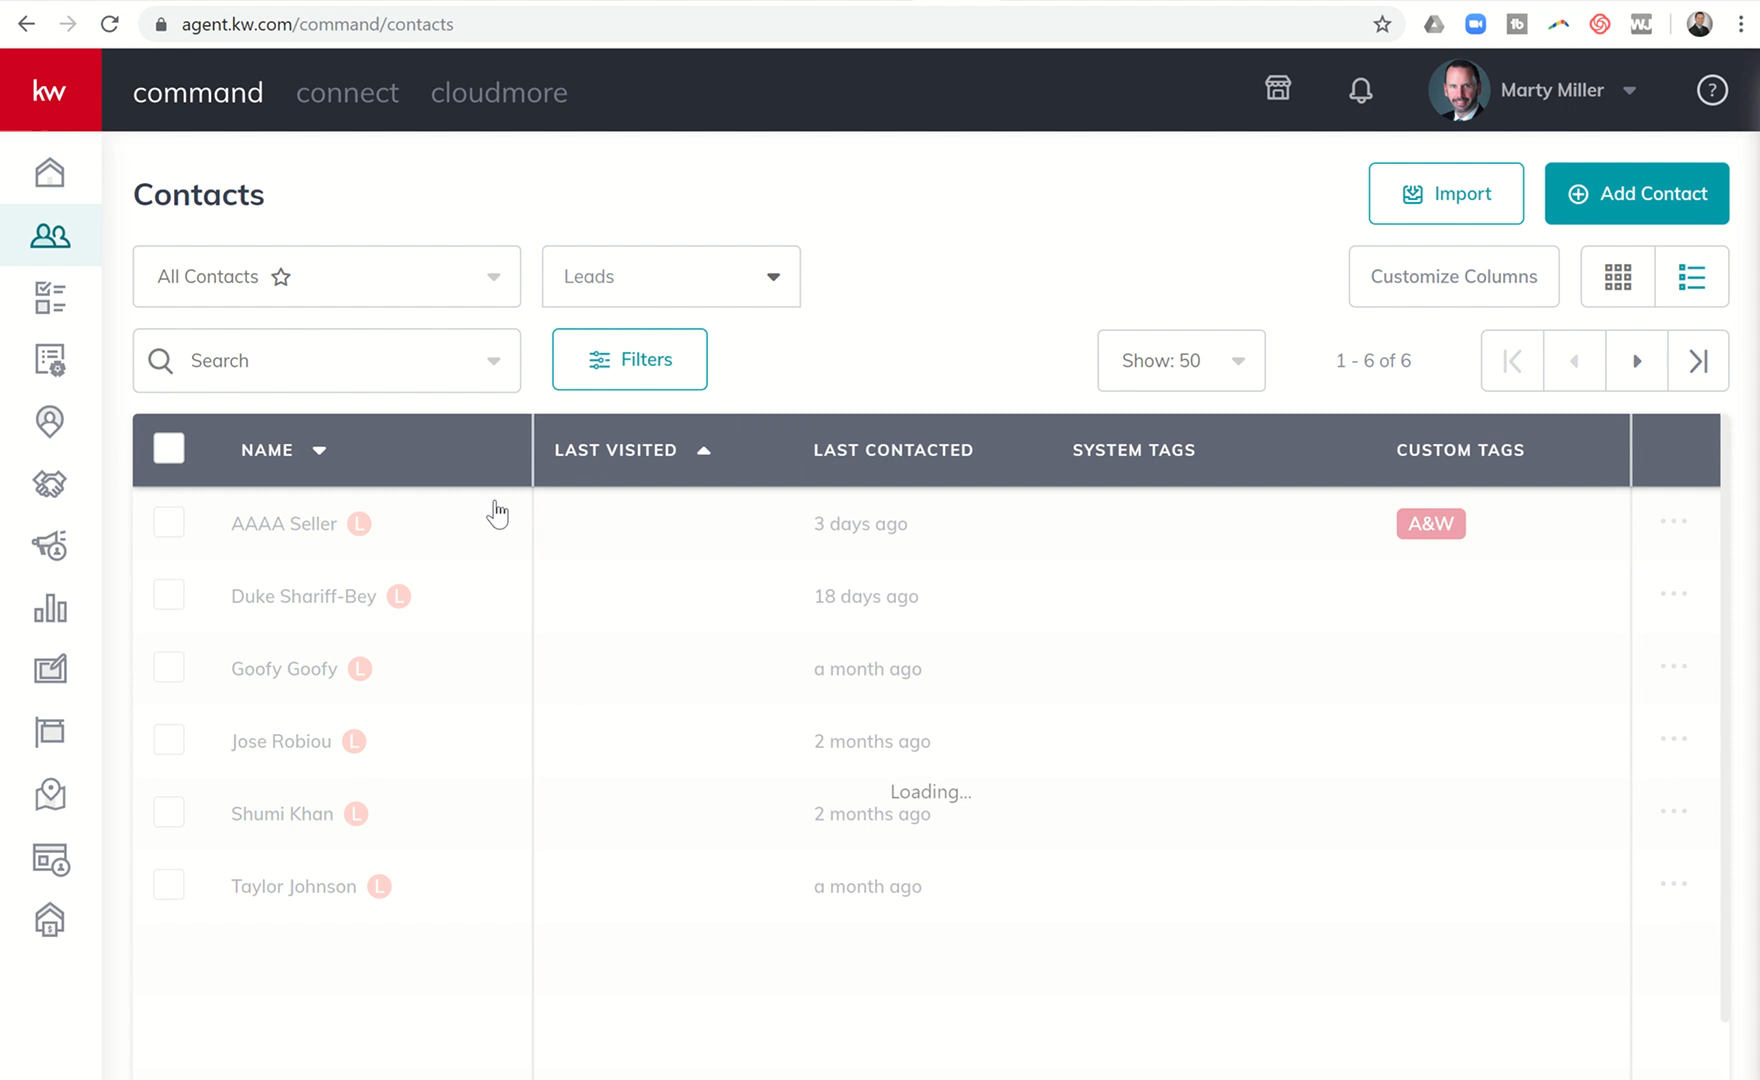 agent.kw.com/command/contacts
kw command connect cloudmore Marty Miller ?
Contacts Import Add Contact
All Contacts Leads Customize Columns
Search Filters Show: 50 1 - 6 of 6
NAME LAST VISITED LAST CONTACTED SYSTEM TAGS CUSTOM TAGS
AAAA Seller L 3 days ago A&W
Duke Shariff-Bey L 18 days ago
Goofy Goofy L a month ago
Jose Robiou L 2 months ago
Loading...
Shumi Khan L 2 months ago
Taylor Johnson L a month ago